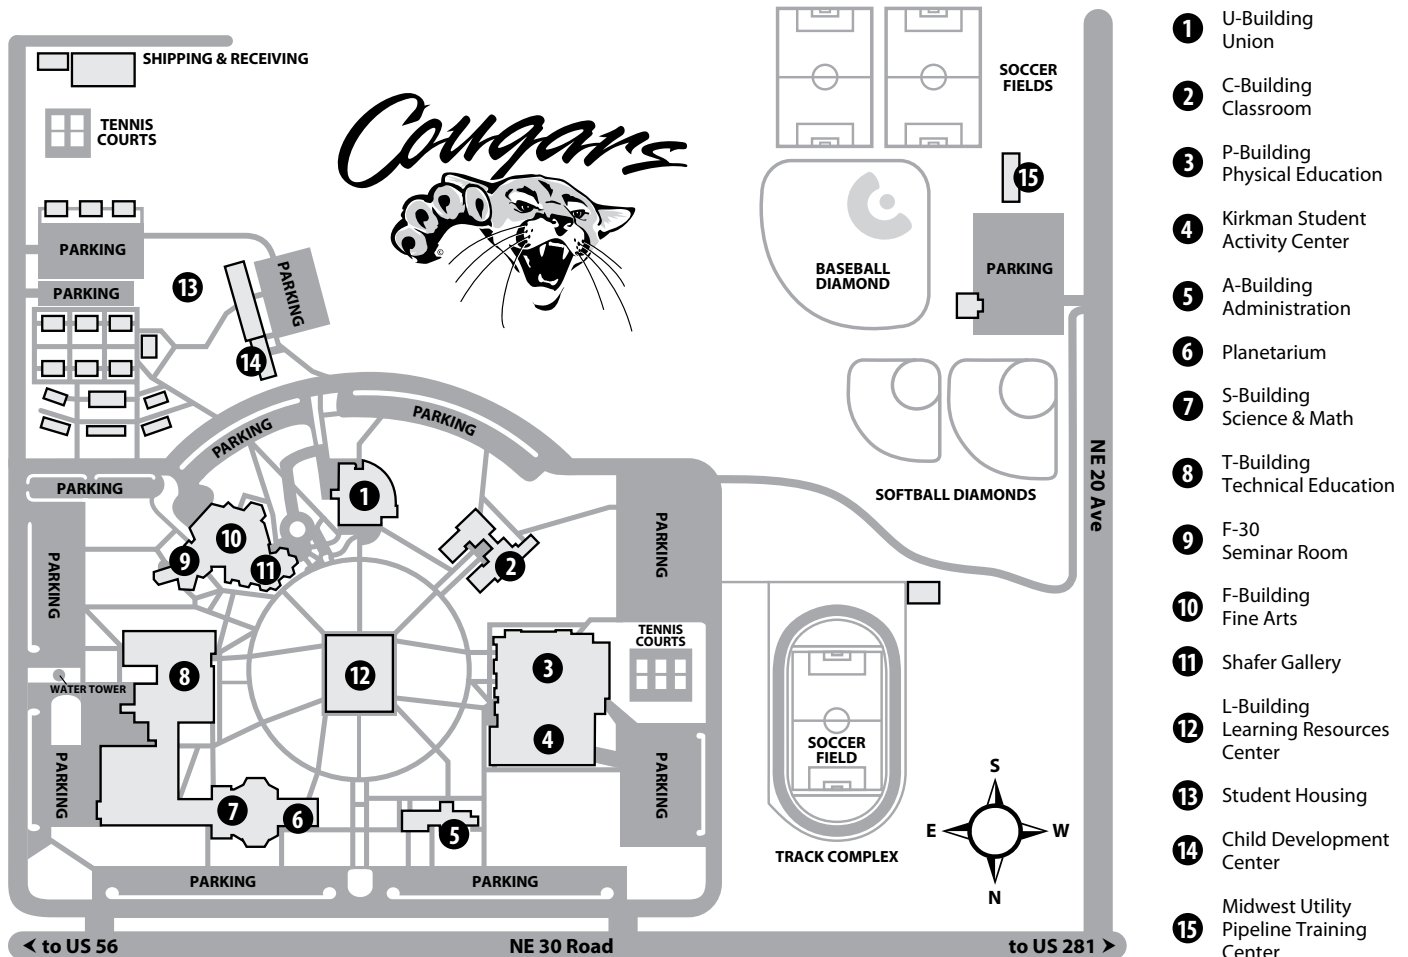 SHIPPING & RECEIVING
TENNIS
COURTS
Cougars
©
SOCCER
FIELDS
15
PARKING
PARKING
13
PARKING
14
BASEBALL
DIAMOND
PARKING
PARKING
PARKING
PARKING
1
10
9
11
2
PARKING
PARKING
SOFTBALL DIAMONDS
NE 20 Ave
TENNIS
COURTS
8
12
3
4
WATER TOWER
PARKING
PARKING
7
6
5
SOCCER
FIELD
TRACK COMPLEX
S
E
W
N
PARKING
PARKING
to US 56
NE 30 Road
to US 281
1
U-Building
Union
2
C-Building
Classroom
3
P-Building
Physical Education
4
Kirkman Student
Activity Center
5
A-Building
Administration
6
Planetarium
7
S-Building
Science & Math
8
T-Building
Technical Education
9
F-30
Seminar Room
10
F-Building
Fine Arts
11
Shafer Gallery
12
L-Building
Learning Resources
Center
13
Student Housing
14
Child Development
Center
15
Midwest Utility
Pipeline Training
Center